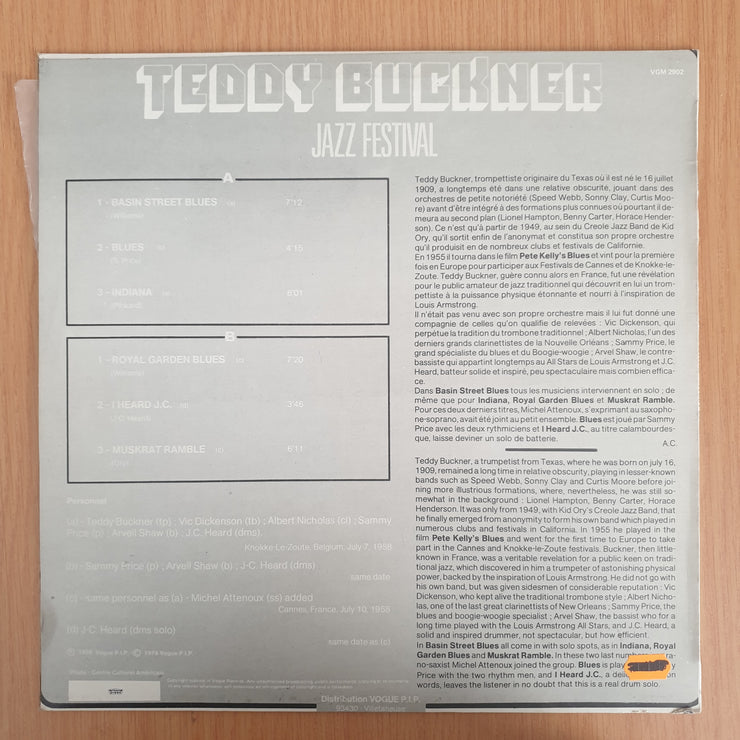 TEDDY BUCKNER
VGM 2902
JAZZ FESTIVAL
A
1 - BASIN STREET BLUES (a) 7'12
(Williams)
2 - BLUES (b) 4'15
(S. Price)
3 - INDIANA 6'01
B
1 - ROYAL GARDEN BLUES (c) 7'20
(Williams)
2 - I HEARD J.C. (d) 3'46
(J-C Heard)
3 - MUSKRAT RAMBLE (c) 6'11
(Ory)
Personnel
(a) - Teddy Buckner (tp) ; Vic Dickenson (tb) ; Albert Nicholas (cl) ; Sammy
Price (p) ; Arvell Shaw (b) ; J.C. Heard (dms).
Knokke-Le-Zoute, Belgium, July 7, 1958
(b) - Sammy Price (p) ; Arvell Shaw (b) ; J-C. Heard (dms)
same date
(c) - same personnel as (a) - Michel Attenoux (ss) added
Cannes, France, July 10, 1958
(d) J-C. Heard (dms solo)
same date as (c)
Vogue P.I.P. Vogue P.I.P.
Photo : Centre Culturel Américain
Teddy Buckner, trompettiste originaire du Texas où il est né le 16 juillet
1909, a longtemps été dans une relative obscurité, jouant dans des
orchestres de petite notoriété (Speed Webb, Sonny Clay, Curtis Moo-
re) avant d'être intégré à des formations plus connues où pourtant il de-
meura au second plan (Lionel Hampton, Benny Carter, Horace Hender-
son). Ce n'est qu'à partir de 1949, au sein du Creole Jazz Band de Kid
Ory, qu'il sortit enfin de l'anonymat et constitua son propre orchestre
qu'il produisit en de nombreux clubs et festivals de Californie.
En 1955 il tourna dans le film Pete Kelly's Blues et vint pour la première
fois en Europe pour participer aux Festivals de Cannes et de Knokke-le-
Zoute. Teddy Buckner, guère connu alors en France, fut une révélation
pour le public amateur de jazz traditionnel qui découvrit en lui un trom-
pettiste à la puissance physique étonnante et nourri à l'inspiration de
Louis Armstrong.
Il n'était pas venu avec son propre orchestre mais il lui fut donné une
compagnie de celles qu'on qualifie de relevées : Vic Dickenson, qui
perpétue la tradition du trombone traditionnel ; Albert Nicholas, l'un des
derniers grands clarinettistes de la Nouvelle Orléans ; Sammy Price, le
grand spécialiste du blues et du Boogie-woogie ; Arvel Shaw, le contre-
bassiste qui appartint longtemps au All Stars de Louis Armstrong et J.C.
Heard, batteur solide et inspiré, peu spectaculaire mais combien effica-
ce.
Dans Basin Street Blues tous les musiciens interviennent en solo ; de
même que pour Indiana, Royal Garden Blues et Muskrat Ramble.
Pour ces deux derniers titres, Michel Attenoux, s'exprimant au saxopho-
ne-soprano, avait été joint au petit ensemble. Blues est joué par Sammy
Price avec les deux rythmiciens et I Heard J.C., au titre calambourdes-
que, laisse deviner un solo de batterie.
A.C.
Teddy Buckner, a trumpetist from Texas, where he was born on july 16,
1909, remained a long time in relative obscurity, playing in lesser-known
bands such as Speed Webb, Sonny Clay and Curtis Moore before joi-
ning more illustrious formations, where, nevertheless, he was still so-
mewhat in the background : Lionel Hampton, Benny Carter, Horace
Henderson. It was only from 1949, with Kid Ory's Creole Jazz Band, that
he finally emerged from anonymity to form his own band which played in
numerous clubs and festivals in California. In 1955 he played in the
film Pete Kelly's Blues and went for the first time to Europe to take
part in the Cannes and Knokke-le-Zoute festivals. Buckner, then little-
known in France, was a veritable revelation for a public keen on tradition-
al jazz, which discovered in him a trumpeter of astonishing physical
power, backed by the inspiration of Louis Armstrong. He did not go with
his own band, but was given sidesmen of considerable reputation : Vic
Dickenson, who kept alive the traditional trombone style ; Albert Nicho-
las, one of the last great clarinettists of New Orleans ; Sammy Price, the
blues and boogie-woogie specialist ; Arvel Shaw, the bassist who for a
long time played with the Louis Armstrong All Stars, and J.C. Heard, a
solid and inspired drummer, not spectacular, but how efficient.
In Basin Street Blues all come in with solo spots, as in Indiana, Royal
Garden Blues and Muskrat Ramble. In these two last
no-saxist Michel Attenoux joined the group. Blues is
Price with the two rhythm men, and I Heard J.C., a
words, leaves the listener in no doubt that this is a real drum solo.
Distribution VOGUE P.I.P.
93430 - Villetaneuse